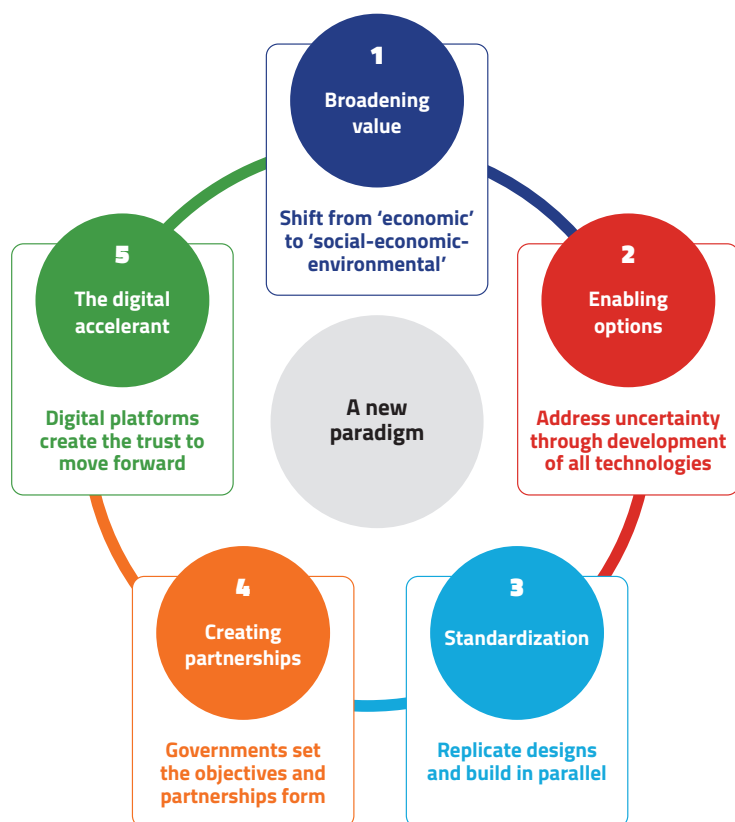 1
Broadening
value
Shift from ‘economic’
to ‘social-economic-
environmental’
2
Enabling
options
Address uncertainty
through development
of all technologies
3
Standardization
Replicate designs
and build in parallel
4
Creating
partnerships
Governments set
the objectives and
partnerships form
5
The digital
accelerant
Digital platforms
create the trust to
move forward
A new
paradigm